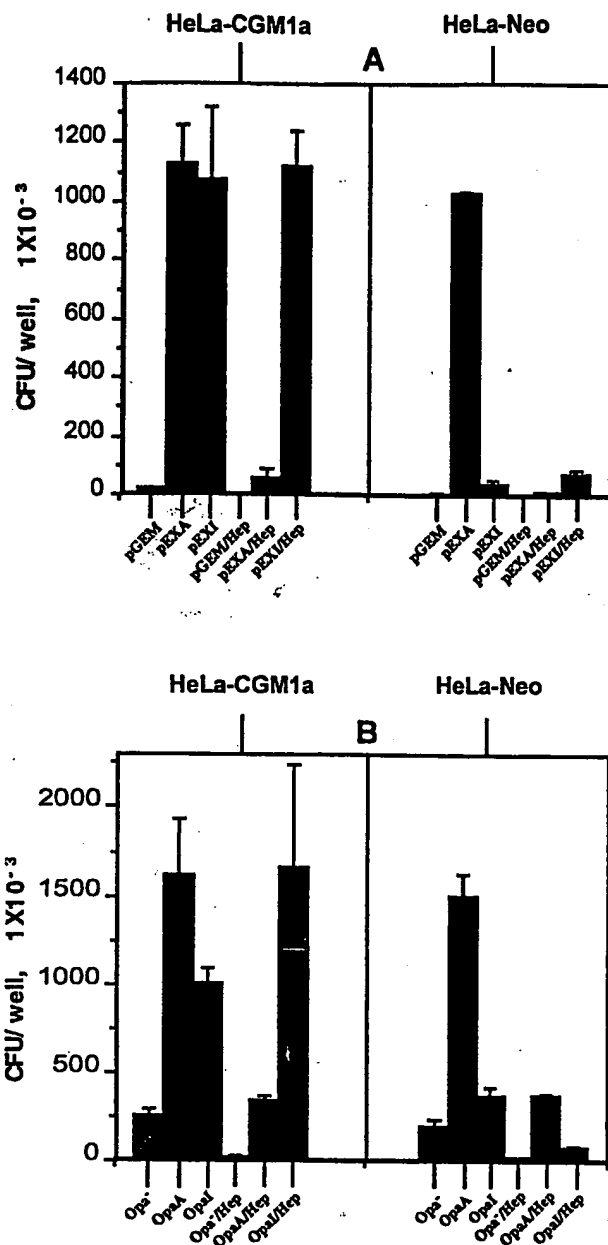 HeLa-CGM1a HeLa-Neo
A
1400
1200
1000
800
600
400
200
0
CFU/ well, 1X10⁻³
pGEM
pEXA
pEXI
pGEM/Hep
pEXA/Hep
pEXI/Hep
pGEM
pEXA
pEXI
pGEM/Hep
pEXA/Hep
pEXI/Hep
HeLa-CGM1a HeLa-Neo
B
2000
1500
1000
500
0
CFU/ well, 1X10⁻³
Opa⁻
OpaA
OpaI
Opa⁻/Hep
OpaA/Hep
OpaI/Hep
Opa⁻
OpaA
OpaI
Opa⁻/Hep
OpaA/Hep
OpaI/Hep